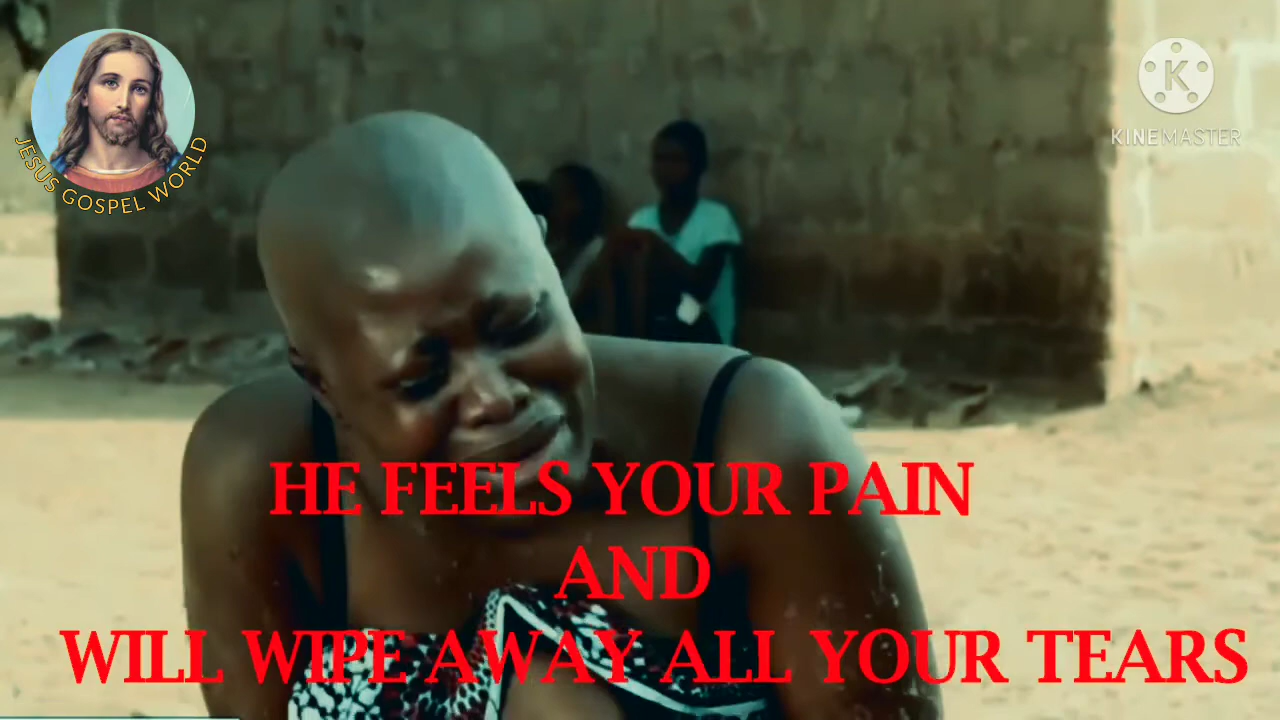 JESUS GOSPEL WORLD
K
KINEMASTER
HE FEELS YOUR PAIN
AND
WILL WIPE AWAY ALL YOUR TEARS